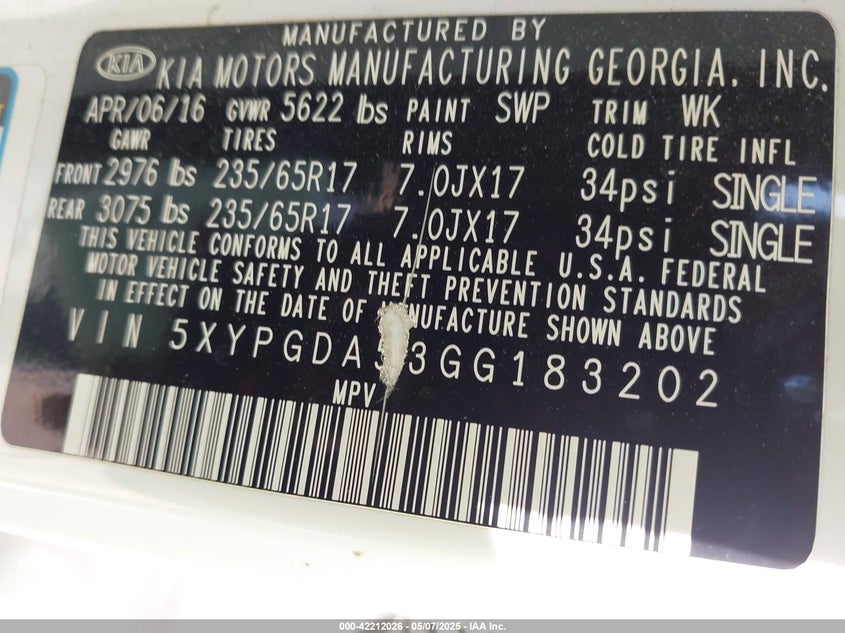 MANUFACTURED BY
KIA KIA MOTORS MANUFACTURING GEORGIA, INC.
APR/06/16 GVWR 5622 lbs PAINT SWP TRIM WK
GAWR TIRES RIMS COLD TIRE INFL
FRONT 2976 lbs 235/65R17 7.0JX17 34psi SINGLE
REAR 3075 lbs 235/65R17 7.0JX17 34psi SINGLE
THIS VEHICLE CONFORMS TO ALL APPLICABLE U.S.A. FEDERAL
MOTOR VEHICLE SAFETY AND THEFT PREVENTION STANDARDS
IN EFFECT ON THE DATE OF MANUFACTURE SHOWN ABOVE
VIN
MPV
000-42212026 - 05/07/2025 - IAA Inc.